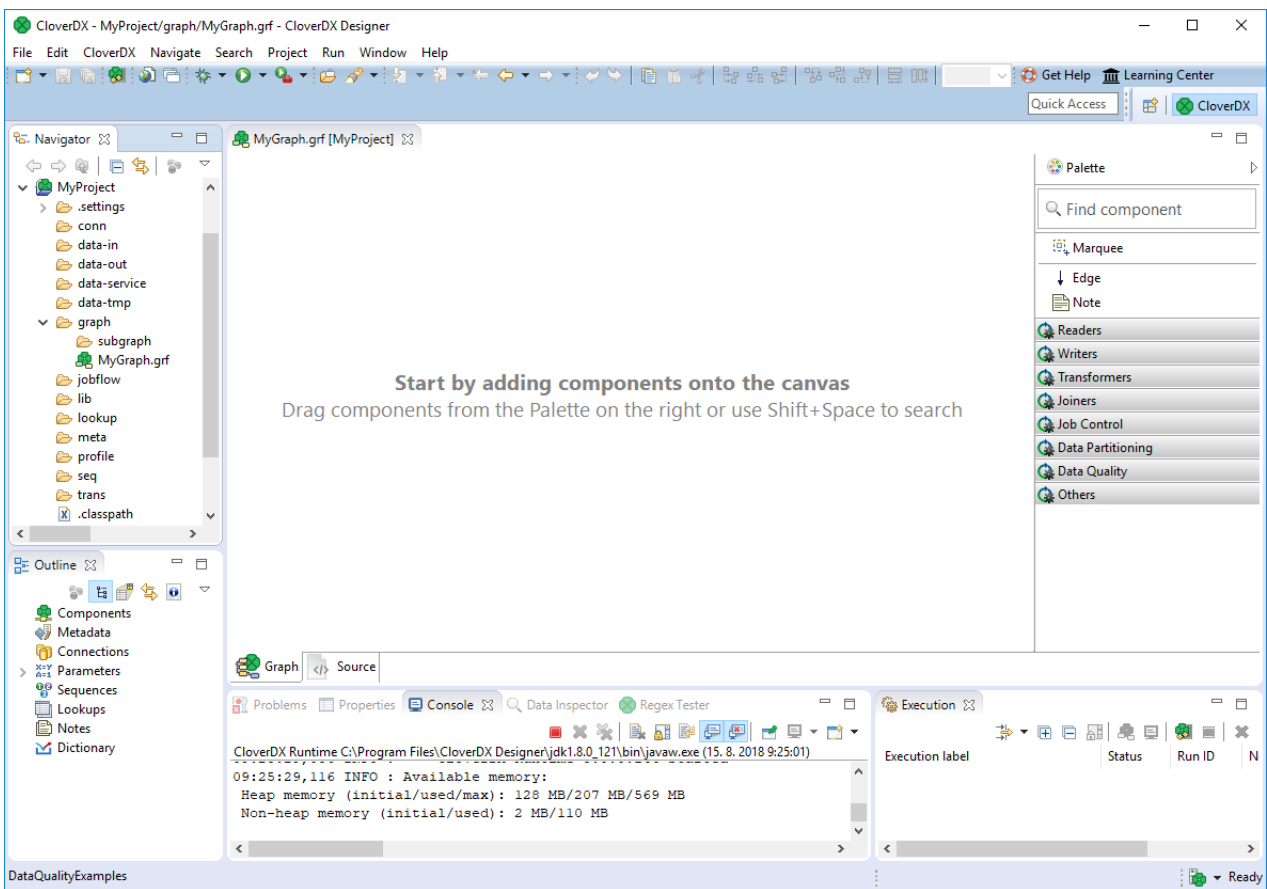 CloverDX - MyProject/graph/MyGraph.grf - CloverDX Designer
File Edit CloverDX Navigate Search Project Run Window Help
Get Help Learning Center
Quick Access CloverDX
Navigator
MyProject
.settings
conn
data-in
data-out
data-service
data-tmp
graph
subgraph
MyGraph.grf
jobflow
lib
lookup
meta
profile
seq
trans
.classpath
MyGraph.grf [MyProject]
Start by adding components onto the canvas
Drag components from the Palette on the right or use Shift+Space to search
Palette
Find component
Marquee
Edge
Note
Readers
Writers
Transformers
Joiners
Job Control
Data Partitioning
Data Quality
Others
Outline
Components
Metadata
Connections
Parameters
Sequences
Lookups
Notes
Dictionary
Graph Source
Problems Properties Console Data Inspector Regex Tester
CloverDX Runtime C:\Program Files\CloverDX Designer\jdk1.8.0_121\bin\javaw.exe (15. 8. 2018 9:25:01)
09:25:29,116 INFO : Available memory:
Heap memory (initial/used/max): 128 MB/207 MB/569 MB
Non-heap memory (initial/used): 2 MB/110 MB
Execution
Execution label Status Run ID N
DataQualityExamples
Ready